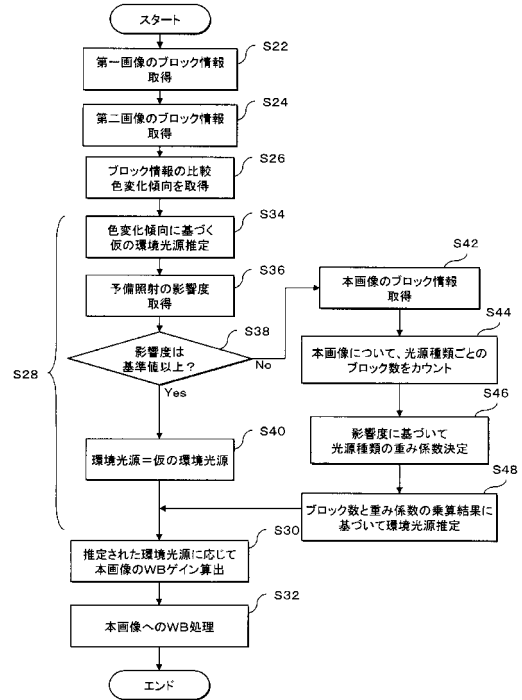 スタート
S22
第一画像のブロック情報
取得
S24
第二画像のブロック情報
取得
S26
ブロック情報の比較
色変化傾向を取得
S34
色変化傾向に基づく
仮の環境光源推定
S36
予備照射の影響度
取得
S38
影響度は
基準値以上?
No
Yes
S28
S40
環境光源=仮の環境光源
S42
本画像のブロック情報
取得
S44
本画像について、光源種類ごとの
ブロック数をカウント
S46
影響度に基づいて
光源種類の重み係数決定
S48
ブロック数と重み係数の乗算結果に
基づいて環境光源推定
S30
推定された環境光源に応じて
本画像のWBゲイン算出
S32
本画像へのWB処理
エンド